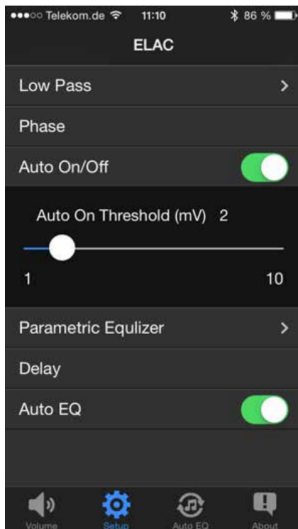 Telekom.de 11:10 86 %
ELAC
Low Pass
Phase
Auto On/Off
Auto On Threshold (mV) 2
1 10
Parametric Equlizer
Delay
Auto EQ
Volume Setup Auto EQ About